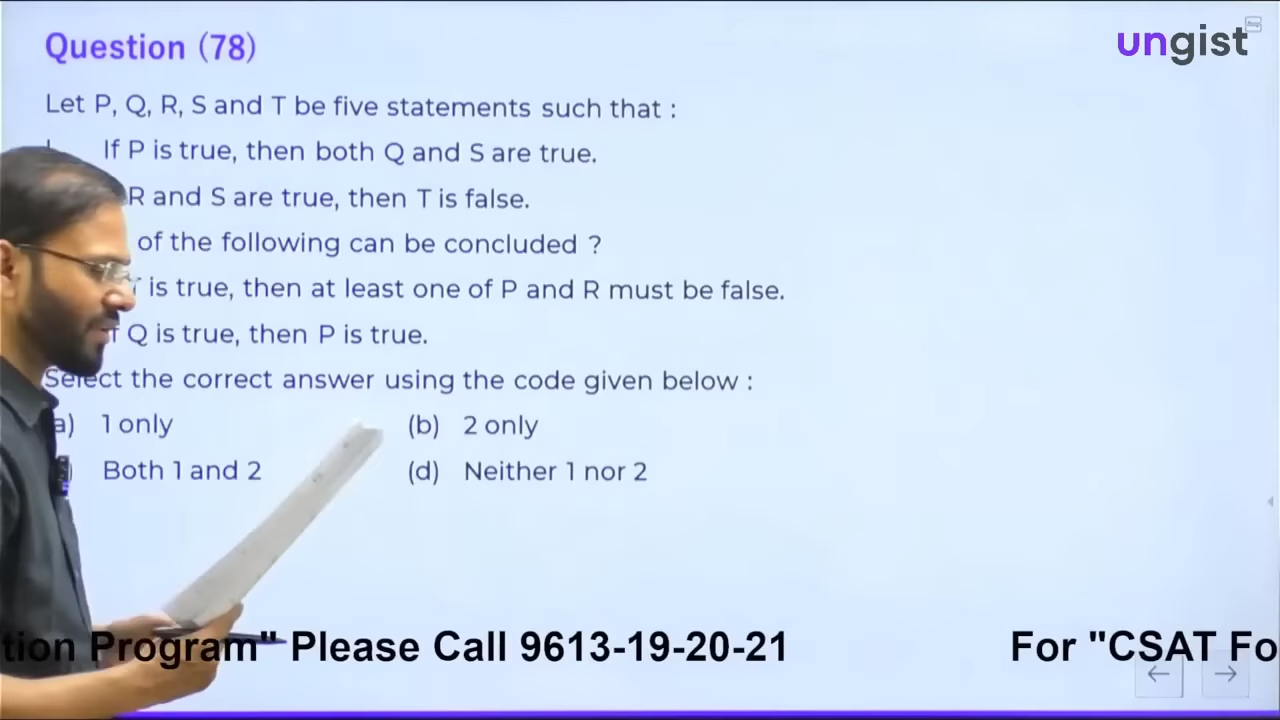 Question (78)
ungist
Let P, Q, R, S and T be five statements such that :
I. If P is true, then both Q and S are true.
R and S are true, then T is false.
of the following can be concluded ?
T is true, then at least one of P and R must be false.
If Q is true, then P is true.
Select the correct answer using the code given below :
a) 1 only (b) 2 only
) Both 1 and 2 (d) Neither 1 nor 2
tion Program" Please Call 9613-19-20-21 For "CSAT Fo